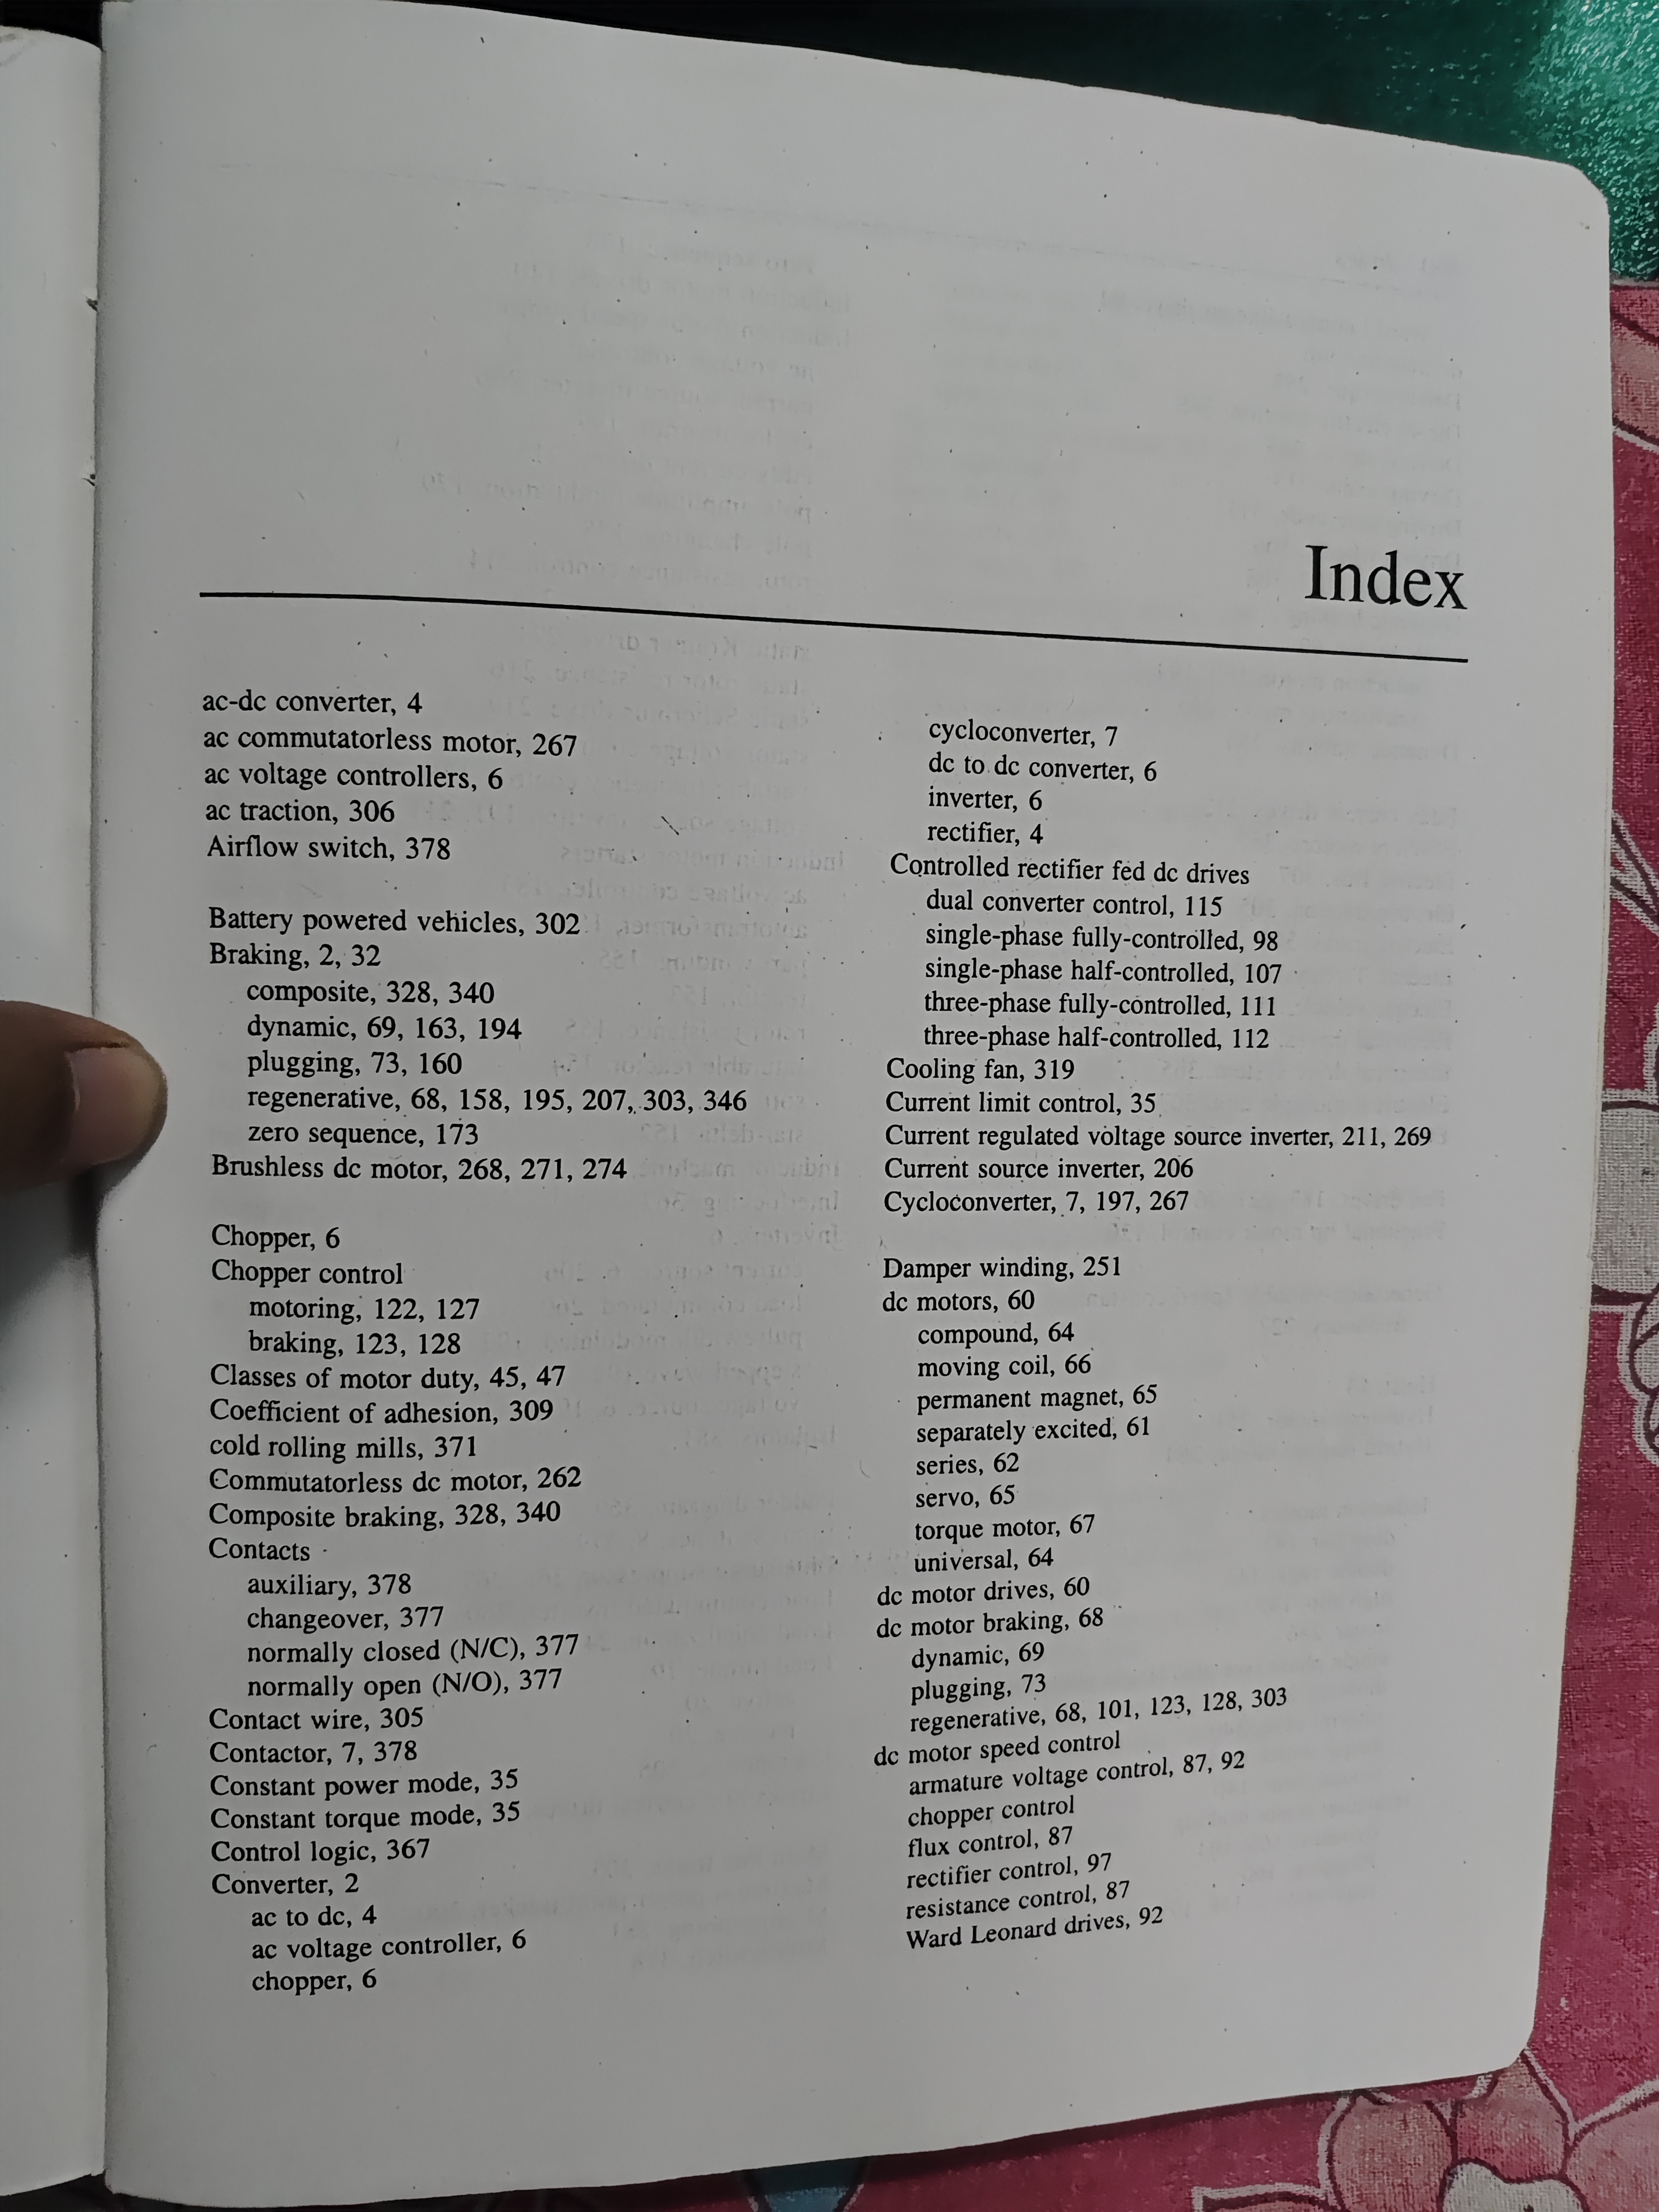 Index
ac-dc converter, 4
ac commutatorless motor, 267
ac voltage controllers, 6
ac traction, 306
Airflow switch, 378
Battery powered vehicles, 302
Braking, 2, 32
composite, 328, 340
dynamic, 69, 163, 194
plugging, 73, 160
regenerative, 68, 158, 195, 207, 303, 346
zero sequence, 173
Brushless dc motor, 268, 271, 274
Chopper, 6
Chopper control
motoring, 122, 127
braking, 123, 128
Classes of motor duty, 45, 47
Coefficient of adhesion, 309
cold rolling mills, 371
Commutatorless dc motor, 262
Composite braking, 328, 340
Contacts
auxiliary, 378
changeover, 377
normally closed (N/C), 377
normally open (N/O), 377
Contact wire, 305
Contactor, 7, 378
Constant power mode, 35
Constant torque mode, 35
Control logic, 367
Converter, 2
ac to dc, 4
ac voltage controller, 6
chopper, 6
cycloconverter, 7
dc to dc converter, 6
inverter, 6
rectifier, 4
Controlled rectifier fed dc drives
dual converter control, 115
single-phase fully-controlled, 98
single-phase half-controlled, 107
three-phase fully-controlled, 111
three-phase half-controlled, 112
Cooling fan, 319
Current limit control, 35
Current regulated voltage source inverter, 211, 269
Current source inverter, 206
Cycloconverter, 7, 197, 267
Damper winding, 251
dc motors, 60
compound, 64
moving coil, 66
permanent magnet, 65
separately excited, 61
series, 62
servo, 65
torque motor, 67
universal, 64
dc motor drives, 60
dc motor braking, 68
dynamic, 69
plugging, 73
regenerative, 68, 101, 123, 128, 303
dc motor speed control
armature voltage control, 87, 92
chopper control
flux control, 87
rectifier control, 97
resistance control, 87
Ward Leonard drives, 92